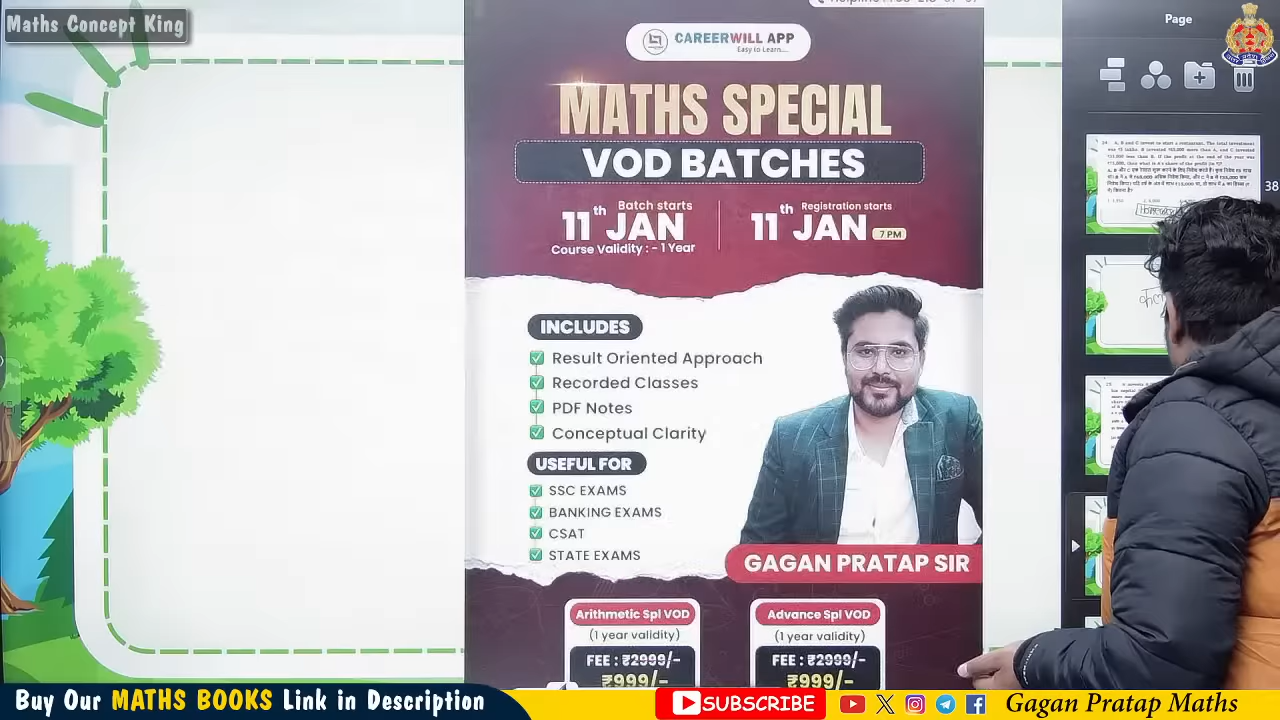 Maths Concept King
CAREERWILL APP
Easy to Learn....
MATHS SPECIAL
VOD BATCHES
Batch starts
11th JAN
Course Validity : - 1 Year
Registration starts
11th JAN 7 PM
INCLUDES
Result Oriented Approach
Recorded Classes
PDF Notes
Conceptual Clarity
USEFUL FOR
SSC EXAMS
BANKING EXAMS
CSAT
STATE EXAMS
GAGAN PRATAP SIR
Arithmetic Spl VOD
(1 year validity)
FEE : ₹2999/-
₹999/-
Advance Spl VOD
(1 year validity)
FEE : ₹2999/-
₹999/-
Page
38
Buy Our MATHS BOOKS Link in Description
SUBSCRIBE
Gagan Pratap Maths